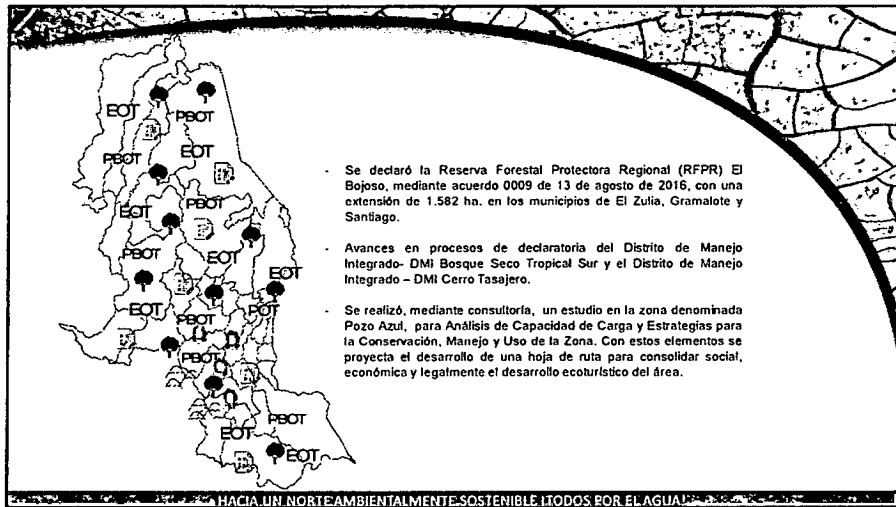 EOT
PBOT
EOT
PBOT
PBOT
EOT
PBOT
EOT
EOT
EOT
PBOT
POT
PBOT
PBOT
EOT
EOT
- Se declaró la Reserva Forestal Protectora Regional (RFPR) El
Bojoso, mediante acuerdo 0009 de 13 de agosto de 2016, con una
extensión de 1.582 ha. en los municipios de El Zulia, Gramalote y
Santiago.
- Avances en procesos de declaratoria del Distrito de Manejo
Integrado- DMI Bosque Seco Tropical Sur y el Distrito de Manejo
Integrado – DMI Cerro Tasajero.
- Se realizó, mediante consultoría, un estudio en la zona denominada
Pozo Azul, para Análisis de Capacidad de Carga y Estrategias para
la Conservación, Manejo y Uso de la Zona. Con estos elementos se
proyecta el desarrollo de una hoja de ruta para consolidar social,
económica y legalmente el desarrollo ecoturístico del área.
HACIA UN NORTE AMBIENTALMENTE SOSTENIBLE ¡TODOS POR EL AGUA!